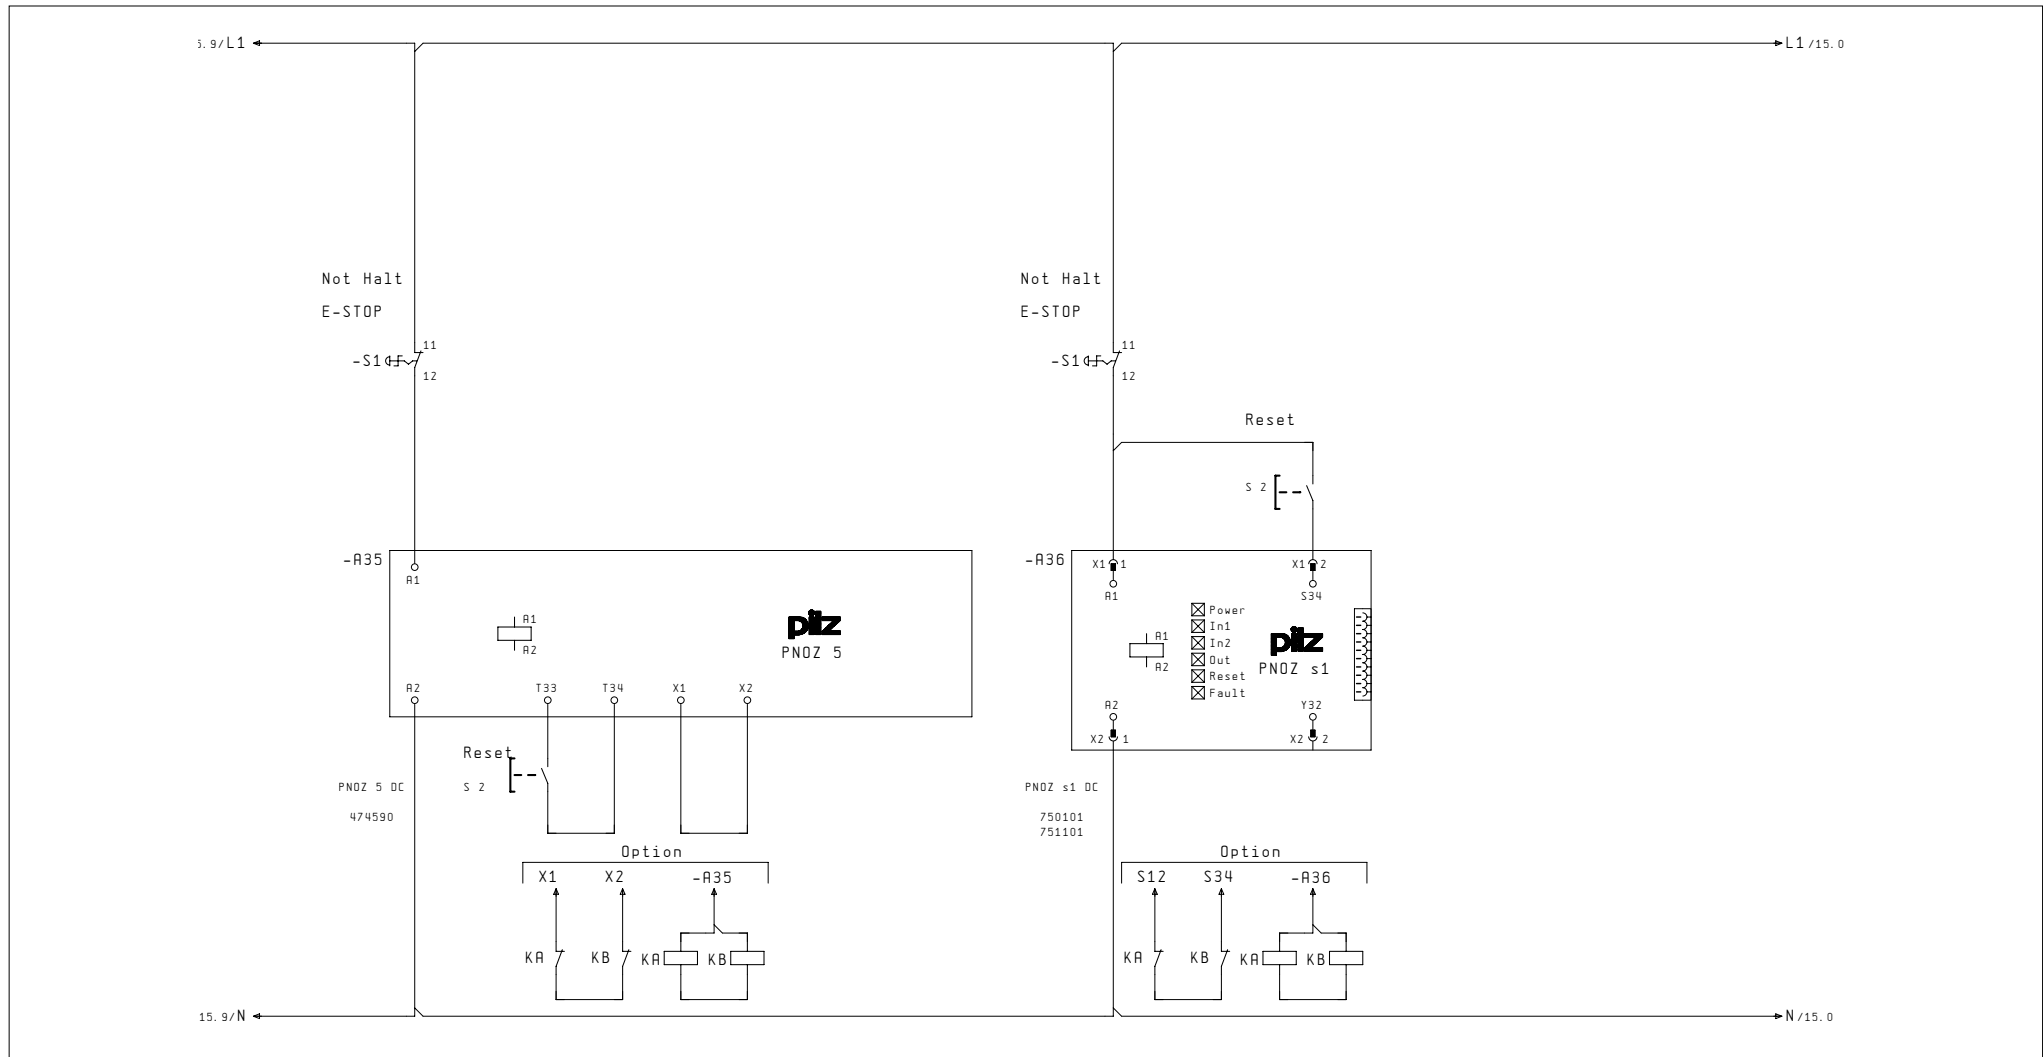 5. 9/L1
L1 /15. 0
Not Halt
E-STOP
-S1
11
12
Not Halt
E-STOP
-S1
11
12
Reset
S 2
-A35
A1
A1
A2
pilz
PNOZ 5
A2
T33
T34
X1
X2
Reset
S 2
PNOZ 5 DC
474590
Option
X1
X2
-A35
KA
KB
KA
KB
-A36
X1 1
X1 2
A1
S34
A1
A2
Power
In1
In2
Out
Reset
Fault
pilz
PNOZ s1
A2
Y32
X2 1
X2 2
PNOZ s1 DC
750101
751101
Option
S12
S34
-A36
KA
KB
KA
KB
15. 9/N
N /15. 0